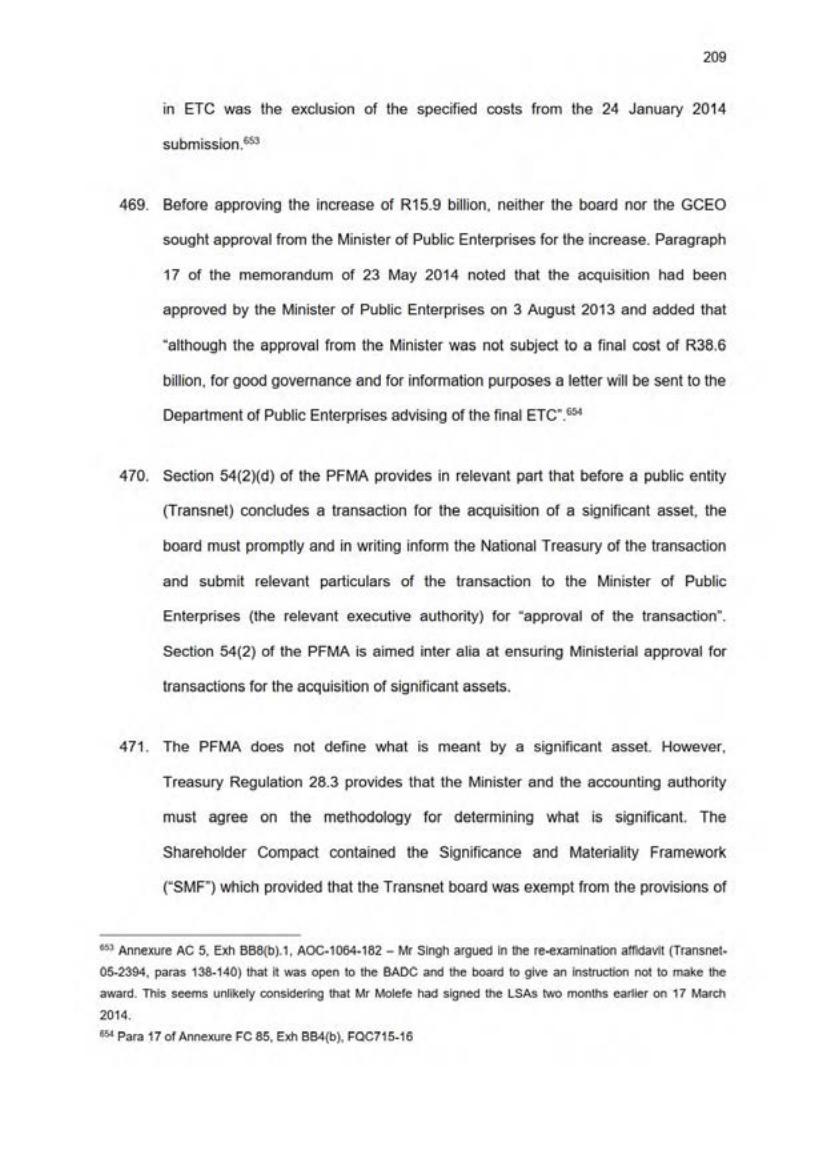 209
in ETC was the exclusion of the specified costs from the 24 January 2014
submission.653
469. Before approving the increase of R15.9 billion, neither the board nor the GCEO
sought approval from the Minister of Public Enterprises for the increase. Paragraph
17 of the memorandum of 23 May 2014 noted that the acquisition had been
approved by the Minister of Public Enterprises on 3 August 2013 and added that
“although the approval from the Minister was not subject to a final cost of R38.6
billion, for good governance and for information purposes a letter will be sent to the
Department of Public Enterprises advising of the final ETC”.654
470. Section 54(2)(d) of the PFMA provides in relevant part that before a public entity
(Transnet) concludes a transaction for the acquisition of a significant asset, the
board must promptly and in writing inform the National Treasury of the transaction
and submit relevant particulars of the transaction to the Minister of Public
Enterprises (the relevant executive authority) for “approval of the transaction”.
Section 54(2) of the PFMA is aimed inter alia at ensuring Ministerial approval for
transactions for the acquisition of significant assets.
471. The PFMA does not define what is meant by a significant asset. However,
Treasury Regulation 28.3 provides that the Minister and the accounting authority
must agree on the methodology for determining what is significant. The
Shareholder Compact contained the Significance and Materiality Framework
(“SMF”) which provided that the Transnet board was exempt from the provisions of
653 Annexure AC 5, Exh BB8(b).1, AOC-1064-182 – Mr Singh argued in the re-examination affidavit (Transnet-
05-2394, paras 138-140) that it was open to the BADC and the board to give an instruction not to make the
award. This seems unlikely considering that Mr Molefe had signed the LSAs two months earlier on 17 March
2014.
654 Para 17 of Annexure FC 85, Exh BB4(b), FQC715-16